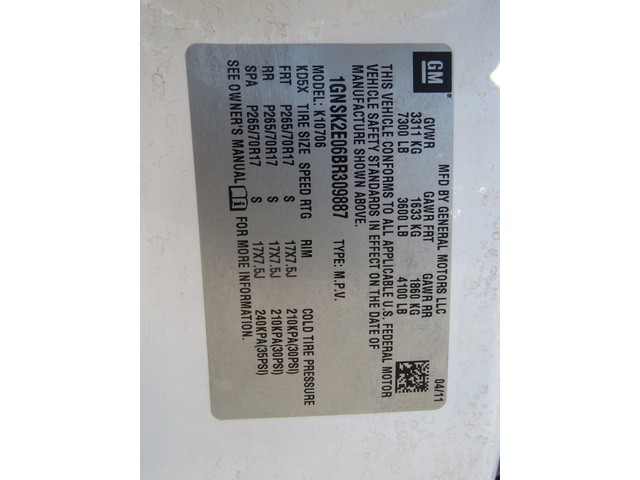 GM
MFD BY GENERAL MOTORS LLC
04/11
GVWR GAWR FRT GAWR RR
3311 KG 1633 KG 1860 KG
7300 LB 3600 LB 4100 LB
THIS VEHICLE CONFORMS TO ALL APPLICABLE U.S. FEDERAL MOTOR
VEHICLE SAFETY STANDARDS IN EFFECT ON THE DATE OF
MANUFACTURE SHOWN ABOVE.
1GNSK2E06BR309887 TYPE: M.P.V.
MODEL: K10706
KD5X TIRE SIZE SPEED RTG RIM COLD TIRE PRESSURE
FRT P265/70R17 S 17X7.5J 210KPA(30PSI)
RR P265/70R17 S 17X7.5J 210KPA(30PSI)
SPA P265/70R17 S 17X7.5J 240KPA(35PSI)
SEE OWNER'S MANUAL FOR MORE INFORMATION.